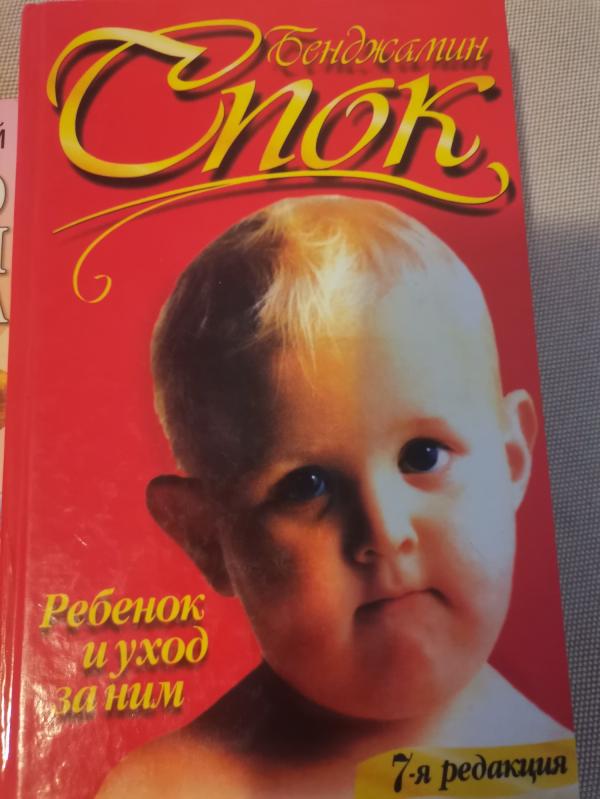 Бенджамин
Спок
Ребенок
и уход
за ним
7-я редакция